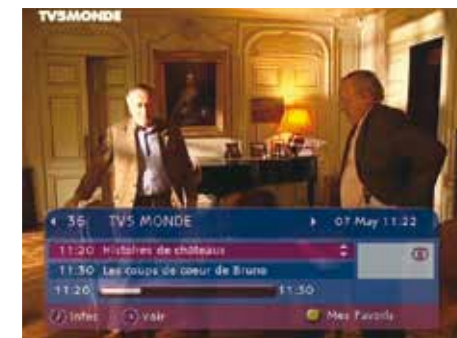 TV5MONDE
36 TV5 MONDE 07 May 11:22
11:20 Histoires de châteaux
11:30 Les coups de coeur de Bruno
11:20 11:30
Infos voir Mes Favoris